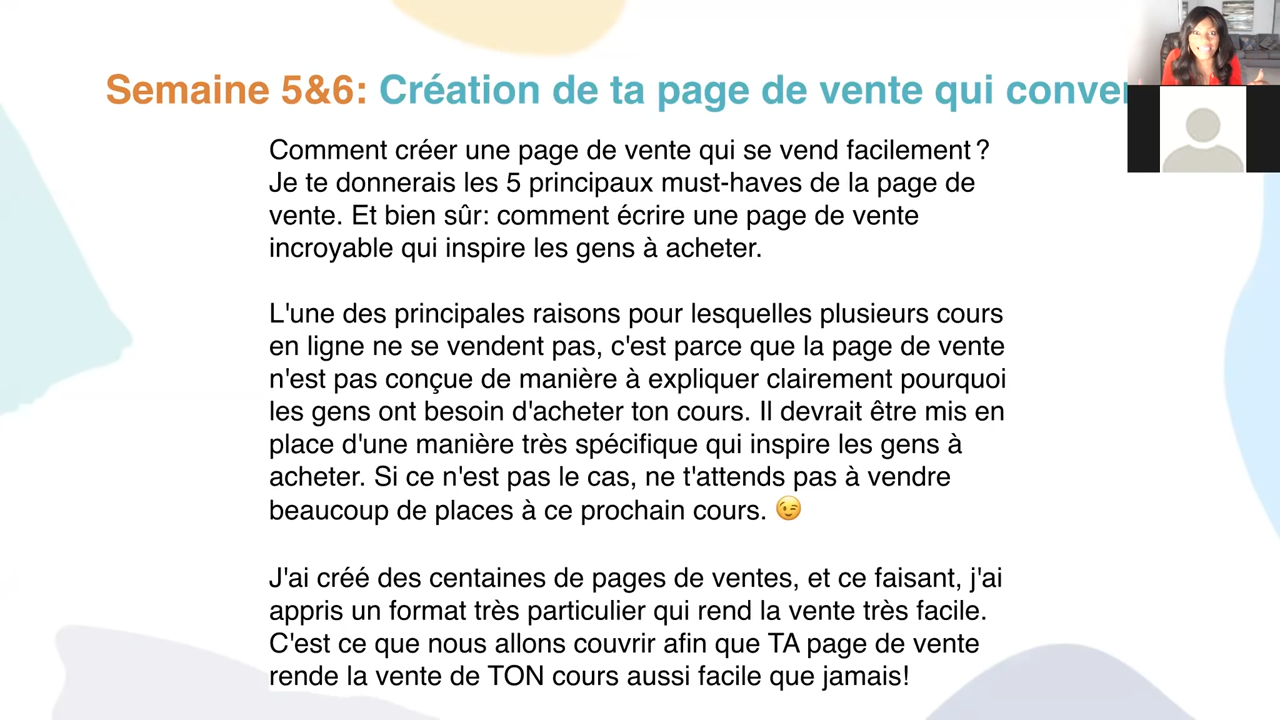 Semaine 5&6: Création de ta page de vente qui
Comment créer une page de vente qui se vend facilement ?
Je te donnerais les 5 principaux must-haves de la page de
vente. Et bien sûr: comment écrire une page de vente
incroyable qui inspire les gens à acheter.
L'une des principales raisons pour lesquelles plusieurs cours
en ligne ne se vendent pas, c'est parce que la page de vente
n'est pas conçue de manière à expliquer clairement pourquoi
les gens ont besoin d'acheter ton cours. Il devrait être mis en
place d'une manière très spécifique qui inspire les gens à
acheter. Si ce n'est pas le cas, ne t'attends pas à vendre
beaucoup de places à ce prochain cours. 😉
J'ai créé des centaines de pages de ventes, et ce faisant, j'ai
appris un format très particulier qui rend la vente très facile.
C'est ce que nous allons couvrir afin que TA page de vente
rende la vente de TON cours aussi facile que jamais!